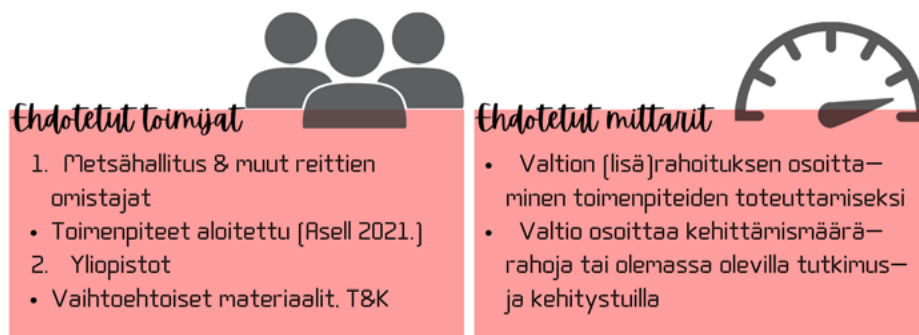 Ehdotetut toimijat
1. Metsähallitus & muut reittien
omistajat
• Toimenpiteet aloitettu (Asell 2021.)
2. Yliopistot
• Vaihtoehtoiset materiaalit. T&K
Ehdotetut mittarit
• Valtion (lisä)rahoituksen osoitta-
minen toimenpiteiden toteuttamiseksi
• Valtio osoittaa kehittämismäärä-
rahoja tai olemassa olevilla tutkimus-
ja kehitystuilla